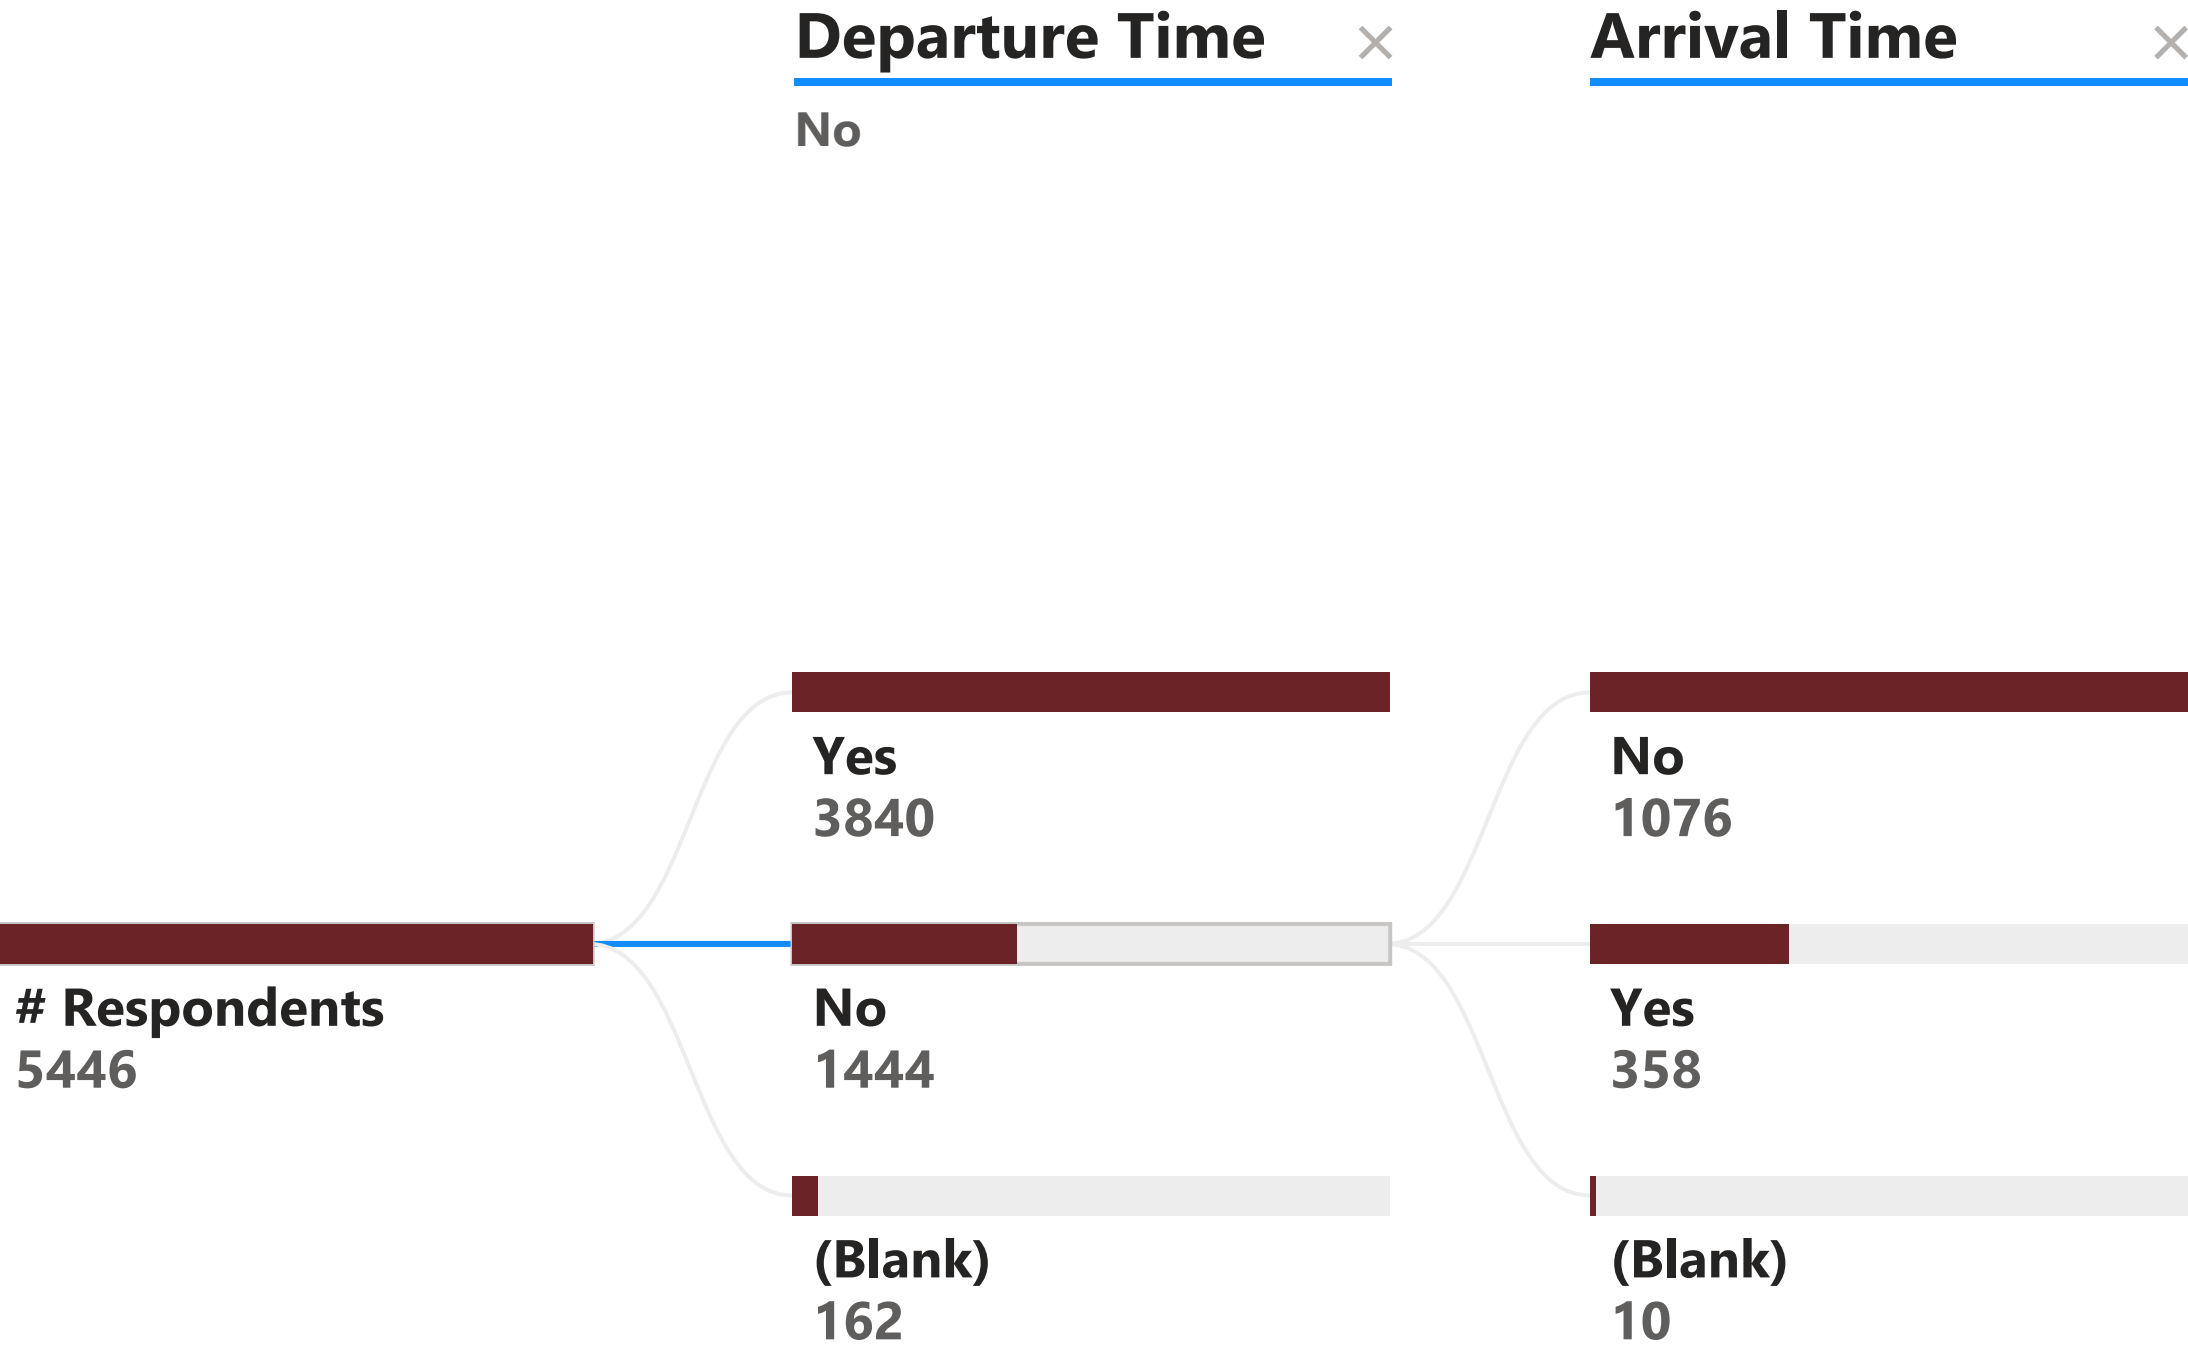 Departure Time
Arrival Time
No
Yes
3840
No
1076
# Respondents
5446
No
1444
Yes
358
(Blank)
162
(Blank)
10